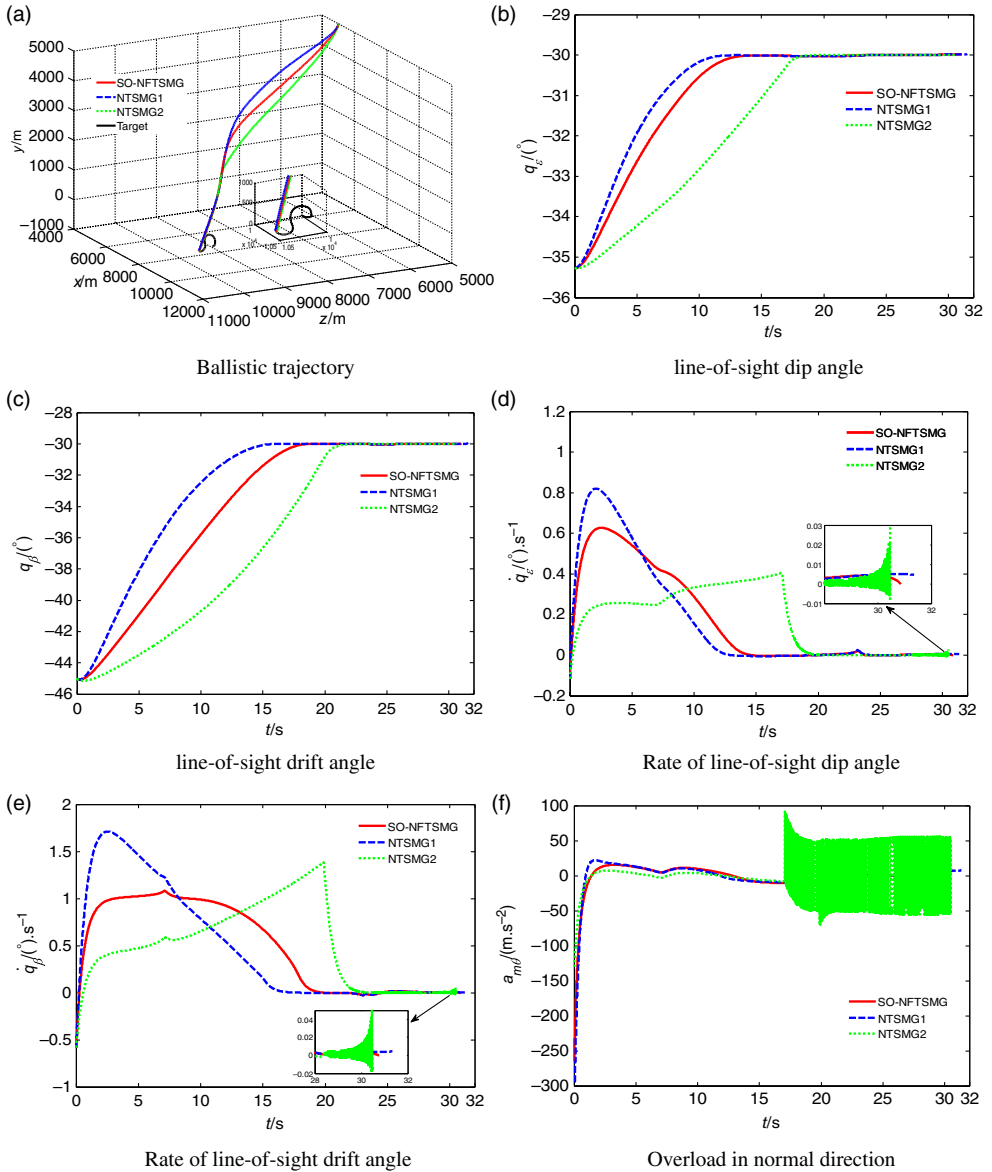 (a)
5000
4000
3000
2000
1000
0
−1000
y/m
SO-NFTSMG
NTSMG1
NTSMG2
Target
4000
6000
8000
10000
12000
x/m
11000
10000
9000
8000
7000
6000
5000
z/m
Ballistic trajectory
(b)
−29
−30
−31
−32
−33
−34
−35
−36
qε/(°)
SO-NFTSMG
NTSMG1
NTSMG2
0 5 10 15 20 25 30 32
t/s
line-of-sight dip angle
(c)
−28
−30
−32
−34
−36
−38
−40
−42
−44
−46
qβ/(°)
SO-NFTSMG
NTSMG1
NTSMG2
0 5 10 15 20 25 30 32
t/s
line-of-sight drift angle
(d)
1.2
1
0.8
0.6
0.4
0.2
0
−0.2
q̇ε/(°).s−1
SO-NFTSMG
NTSMG1
NTSMG2
0.03
0.02
0.01
0
−0.01
30 32
0 5 10 15 20 25 30 32
t/s
Rate of line-of-sight dip angle
(e)
2
1.5
1
0.5
0
−0.5
−1
q̇β/(°).s−1
SO-NFTSMG
NTSMG1
NTSMG2
0.04
0.02
0
−0.02
28 30 32
0 5 10 15 20 25 30 32
t/s
Rate of line-of-sight drift angle
(f)
100
50
0
−50
−100
−150
−200
−250
−300
amθ/(m.s−2)
SO-NFTSMG
NTSMG1
NTSMG2
0 5 10 15 20 25 30 32
t/s
Overload in normal direction